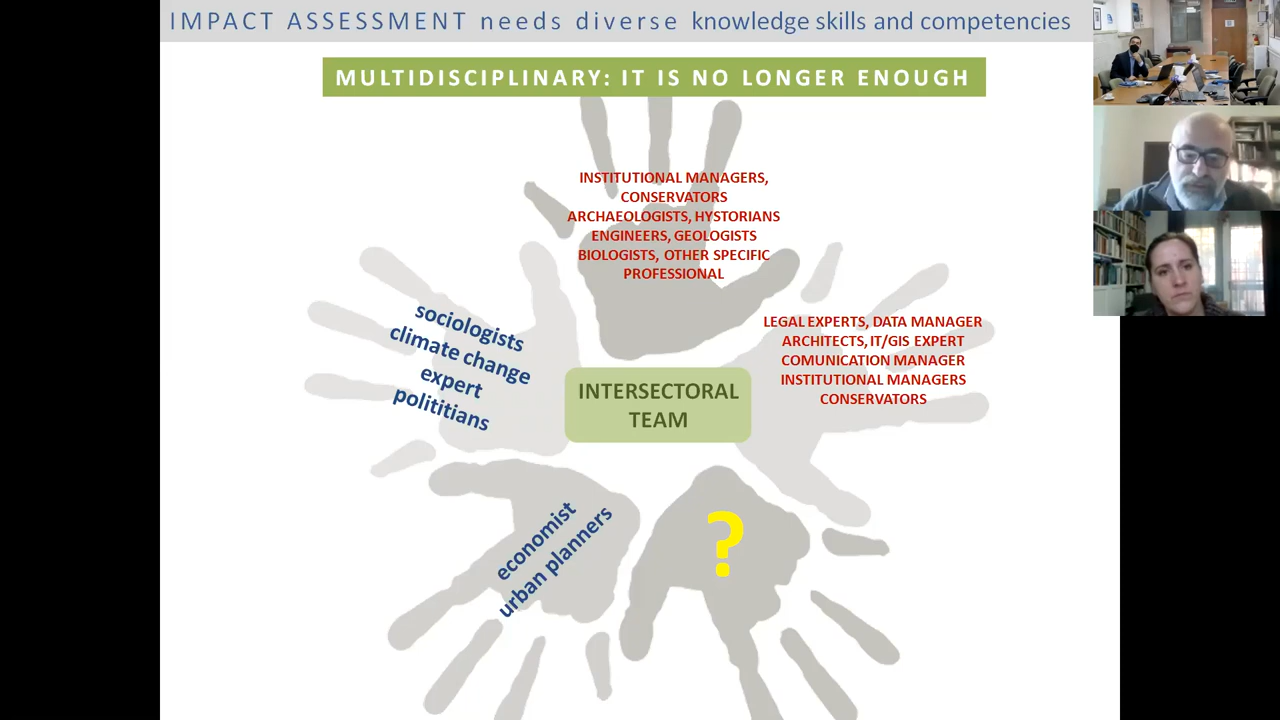 IMPACT ASSESSMENT needs diverse knowledge skills and competencies
MULTIDISCIPLINARY: IT IS NO LONGER ENOUGH
INSTITUTIONAL MANAGERS,
CONSERVATORS
ARCHAEOLOGISTS, HYSTORIANS
ENGINEERS, GEOLOGISTS
BIOLOGISTS, OTHER SPECIFIC
PROFESSIONAL
sociologists
climate change
expert
polititians
LEGAL EXPERTS, DATA MANAGER
ARCHITECTS, IT/GIS EXPERT
COMUNICATION MANAGER
INSTITUTIONAL MANAGERS
CONSERVATORS
INTERSECTORAL
TEAM
economist
urban planners
?